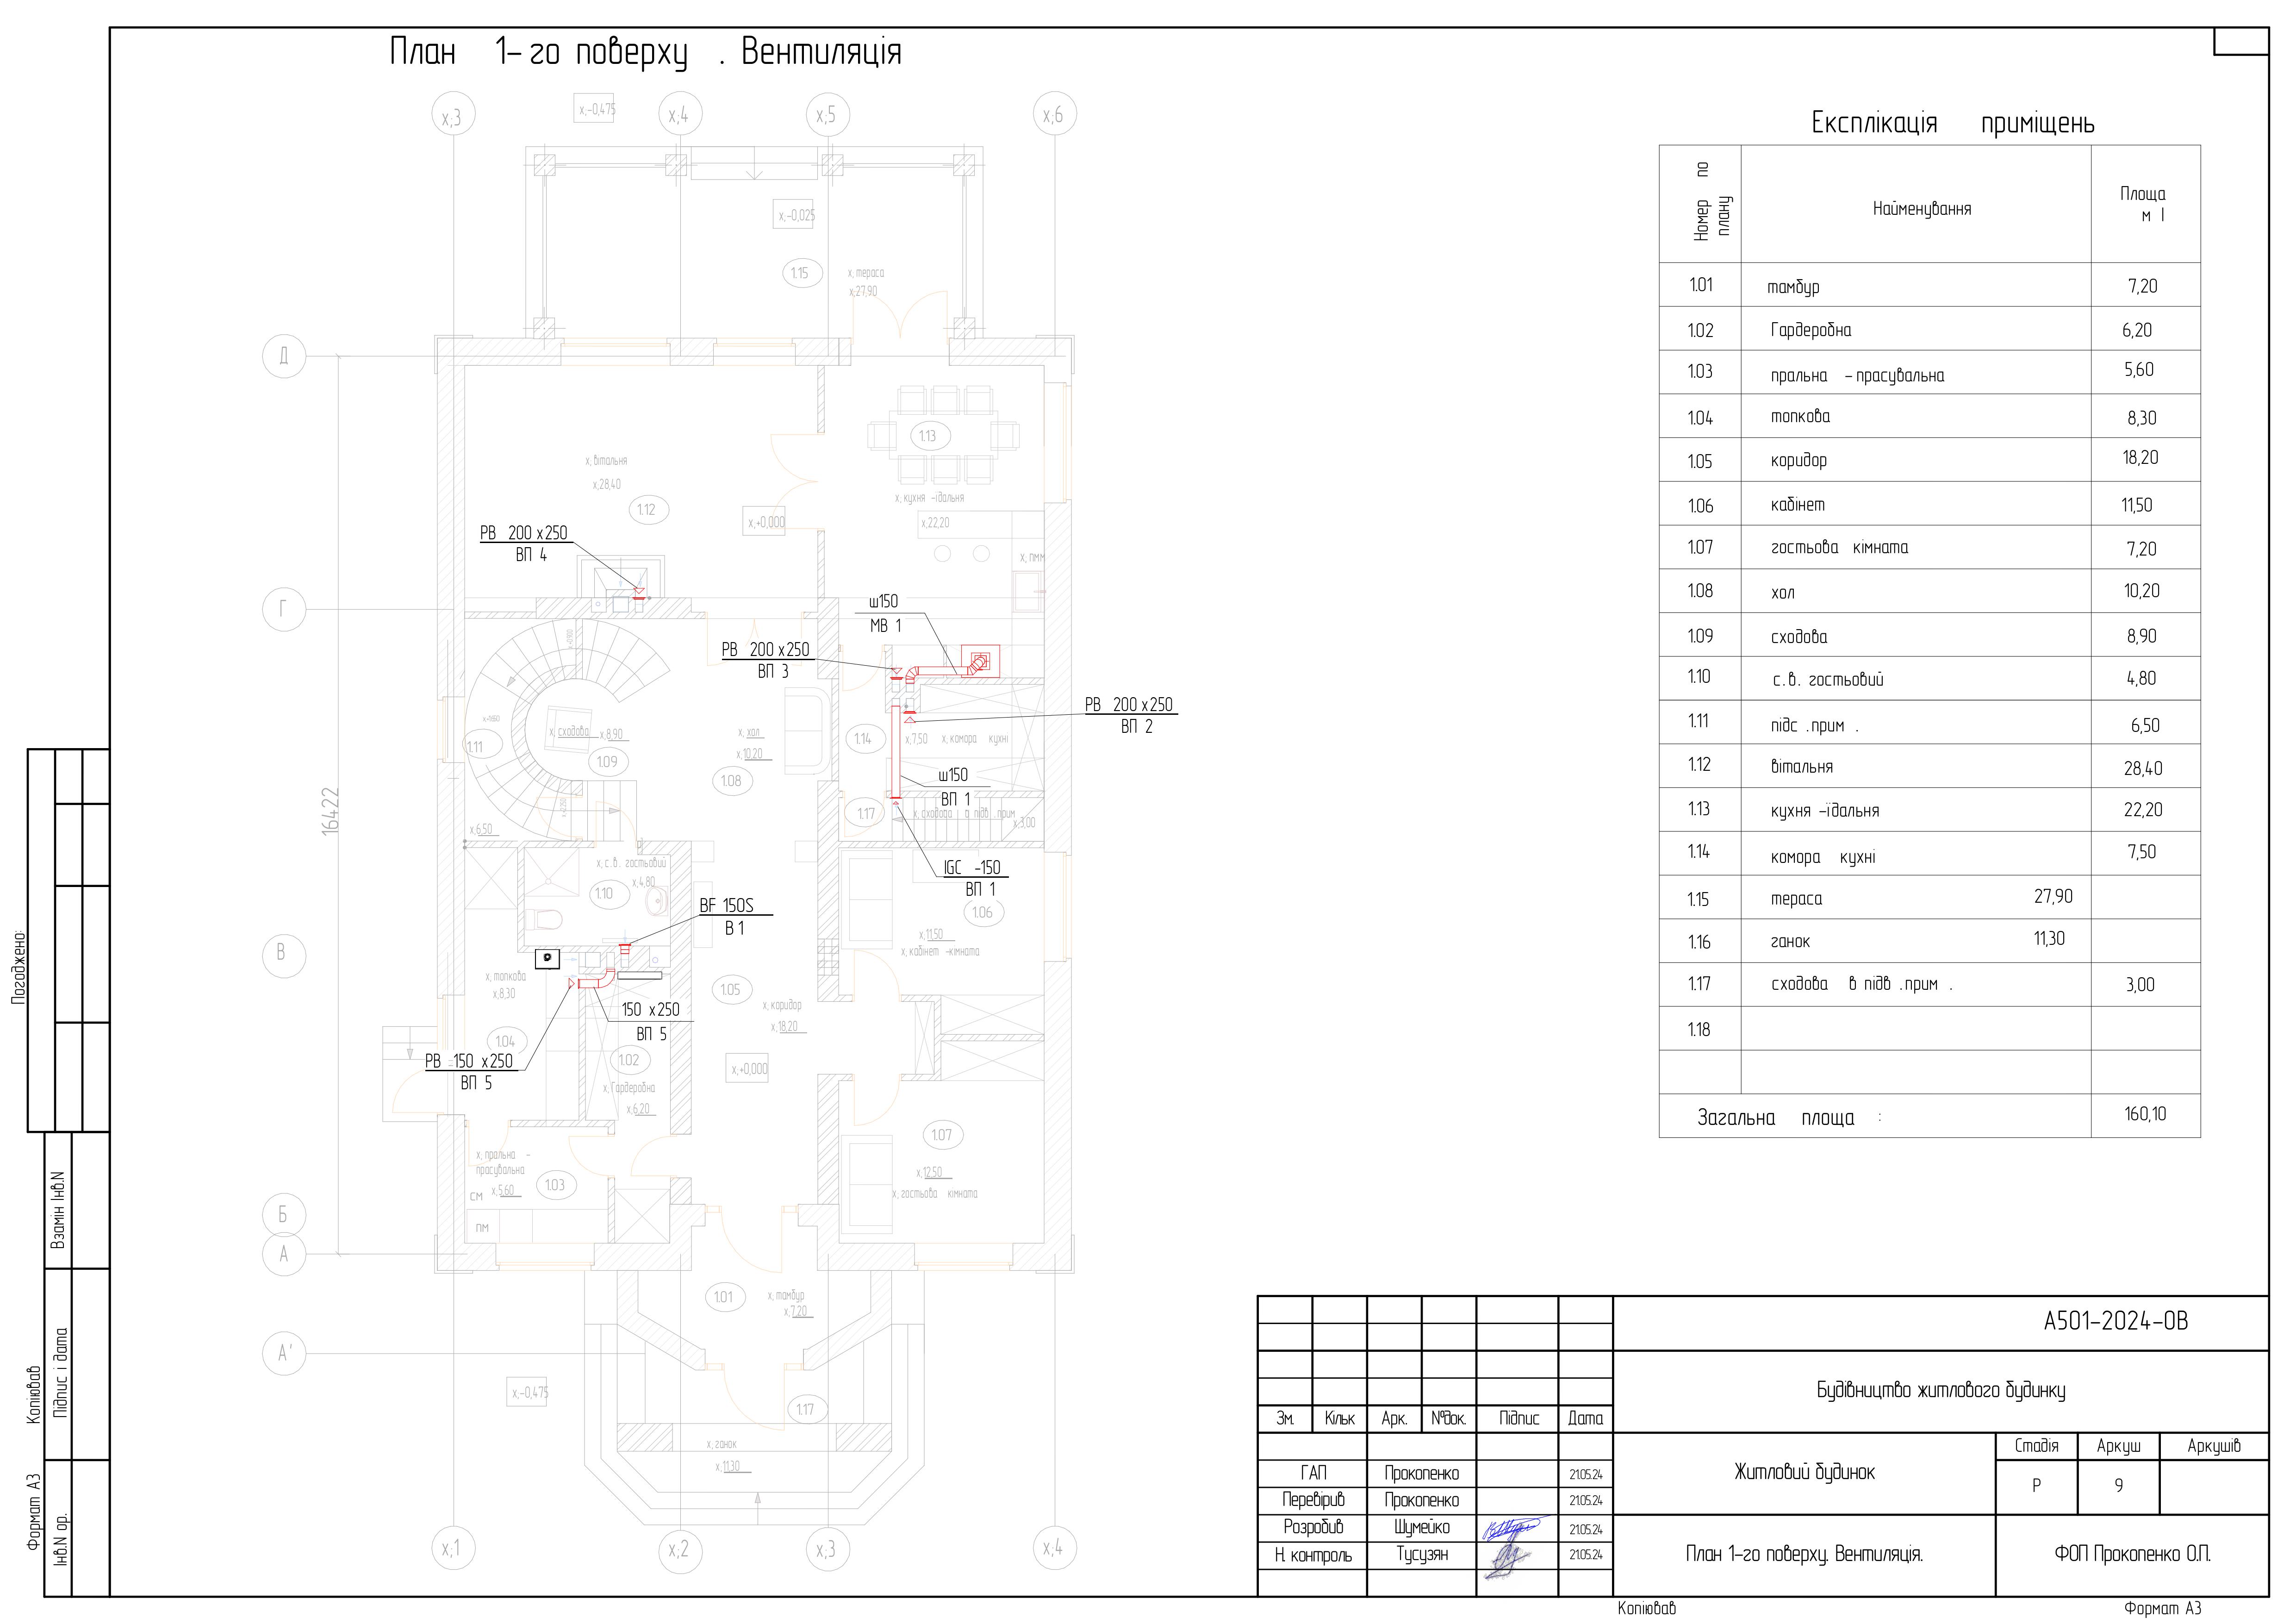 План 1-го поверху . Вентиляція
х,3
х,-0,475
х,4
х,5
х,6
х,-0,025
1.15
х, тераса
х,27,90
Д
1.13
х, вітальня
х,28,40
1.12
х,+0,000
х, кухня -їдальня
х,22,20
х, пмм
РВ 200 х250
ВП 4
Г
ш150
МВ 1
РВ 200 х250
ВП 3
РВ 200 х250
ВП 2
1.11
х, сходова х,8,90
1.09
х, хол
х,10,20
1.08
1.14
х,7,50 х, комора кухні
ш150
ВП 1
1.17
х, сходова в підв .прим
х,3,00
16422
х,6,50
х, с.в. гостьовий
х,4,80
1.10
IGC -150
ВП 1
1.06
BF 150S
В 1
х,11,50
х, кабінет -кімната
В
х, топкова
х,8,30
1.05
х, коридор
х,18,20
150 х250
ВП 5
1.04
РВ -150 х250
ВП 5
1.02
х, Гардеробна
х,6,20
х,+0,000
1.07
х,12,50
х, гостьова кімната
х, пральна -
прасувальна
х,5,60
1.03
СМ
ПМ
Б
А
1.01
х, тамбур
х,7,20
А'
х,-0,475
1.17
х, ганок
х,11,30
х,1
х,2
х,3
х,4
Експлікація приміщень
Номер по плану
Найменування
Площа
м
1.01 тамбур 7,20
1.02 Гардеробна 6,20
1.03 пральна -прасувальна 5,60
1.04 топкова 8,30
1.05 коридор 18,20
1.06 кабінет 11,50
1.07 гостьова кімната 7,20
1.08 хол 10,20
1.09 сходова 8,90
1.10 с.в. гостьовий 4,80
1.11 підс .прим . 6,50
1.12 вітальня 28,40
1.13 кухня -їдальня 22,20
1.14 комора кухні 7,50
1.15 тераса 27,90
1.16 ганок 11,30
1.17 сходова в підв .прим . 3,00
1.18
Загальна площа : 160,10
Погоджено:
Взамін Інв.N
Підпис і дата
Інв.N ор.
Копіював
Формат А3
А501-2024-ОВ
Будівництво житлового будинку
Зм. Кільк Арк. №док. Підпис Дата
Житловий будинок
Стадія Аркуш Аркушів
Р 9
ГАП Прокопенко 21.05.24
Перевірив Прокопенко 21.05.24
Розробив Шумейко 21.05.24
Н. контроль Тусузян 21.05.24
План 1-го поверху. Вентиляція.
ФОП Прокопенко О.П.
Копіював
Формат А3